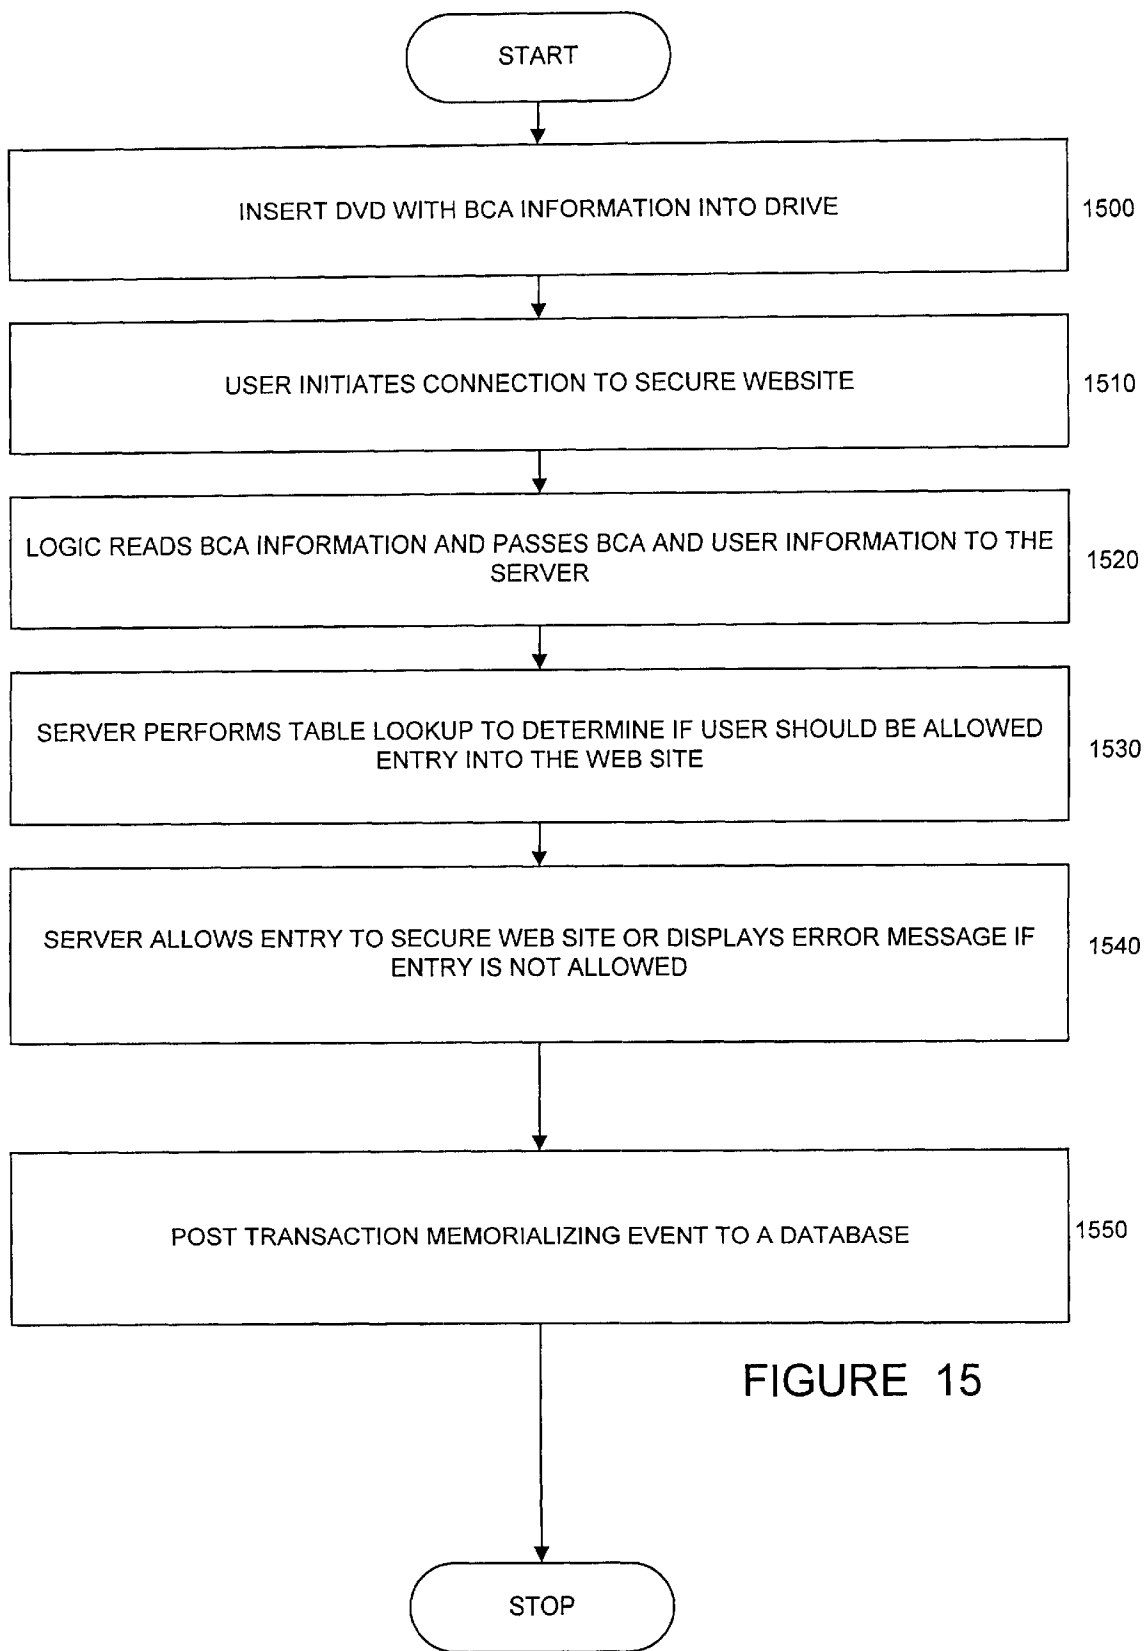 START
INSERT DVD WITH BCA INFORMATION INTO DRIVE
1500
USER INITIATES CONNECTION TO SECURE WEBSITE
1510
LOGIC READS BCA INFORMATION AND PASSES BCA AND USER INFORMATION TO THE
SERVER
1520
SERVER PERFORMS TABLE LOOKUP TO DETERMINE IF USER SHOULD BE ALLOWED
ENTRY INTO THE WEB SITE
1530
SERVER ALLOWS ENTRY TO SECURE WEB SITE OR DISPLAYS ERROR MESSAGE IF
ENTRY IS NOT ALLOWED
1540
POST TRANSACTION MEMORIALIZING EVENT TO A DATABASE
1550
FIGURE 15
STOP